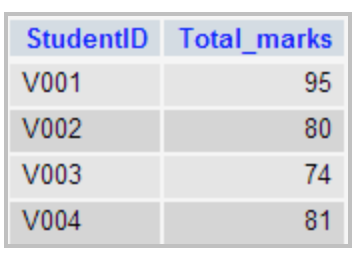 StudentID Total_marks
V001 95
V002 80
V003 74
V004 81